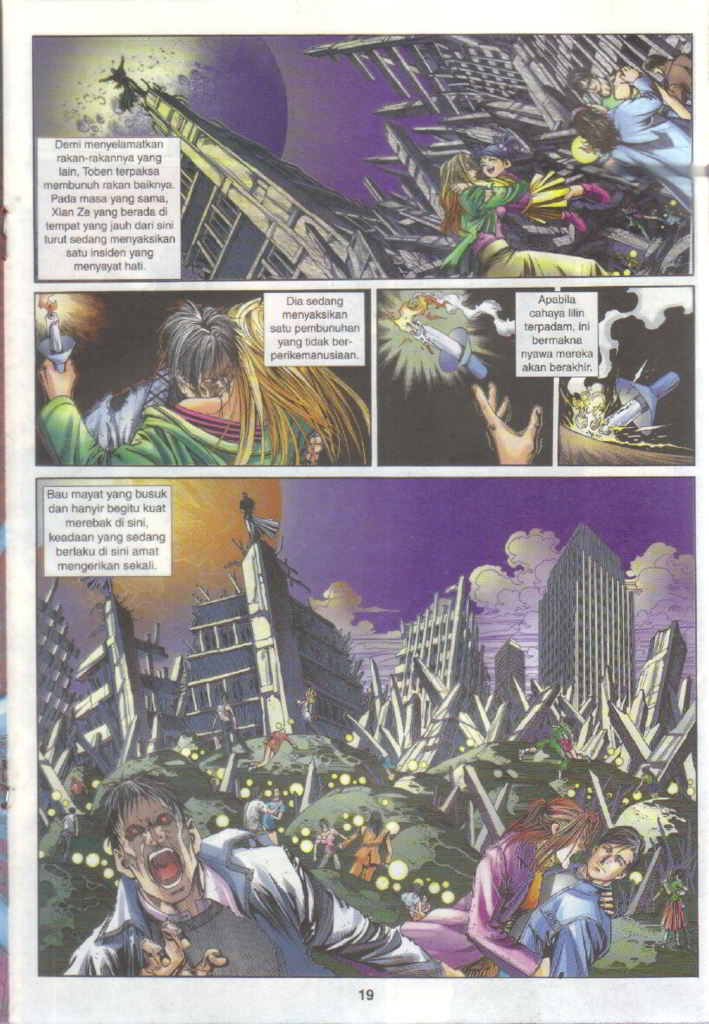 Demi menyelamatkan
rakan-rakannya yang
lain, Toben terpaksa
membunuh rakan baiknya.
Pada masa yang sama,
Xian Ze yang berada di
tempat yang jauh dari sini
turut sedang menyaksikan
satu insiden yang
menyayat hati.
Dia sedang
menyaksikan
satu pembunuhan
yang tidak ber-
perikemanusiaan.
Apabila
cahaya lilin
terpadam, ini
bermakna
nyawa mereka
akan berakhir.
Bau mayat yang busuk
dan hanyir begitu kuat
merebak di sini,
keadaan yang sedang
berlaku di sini amat
mengerikan sekali.
19